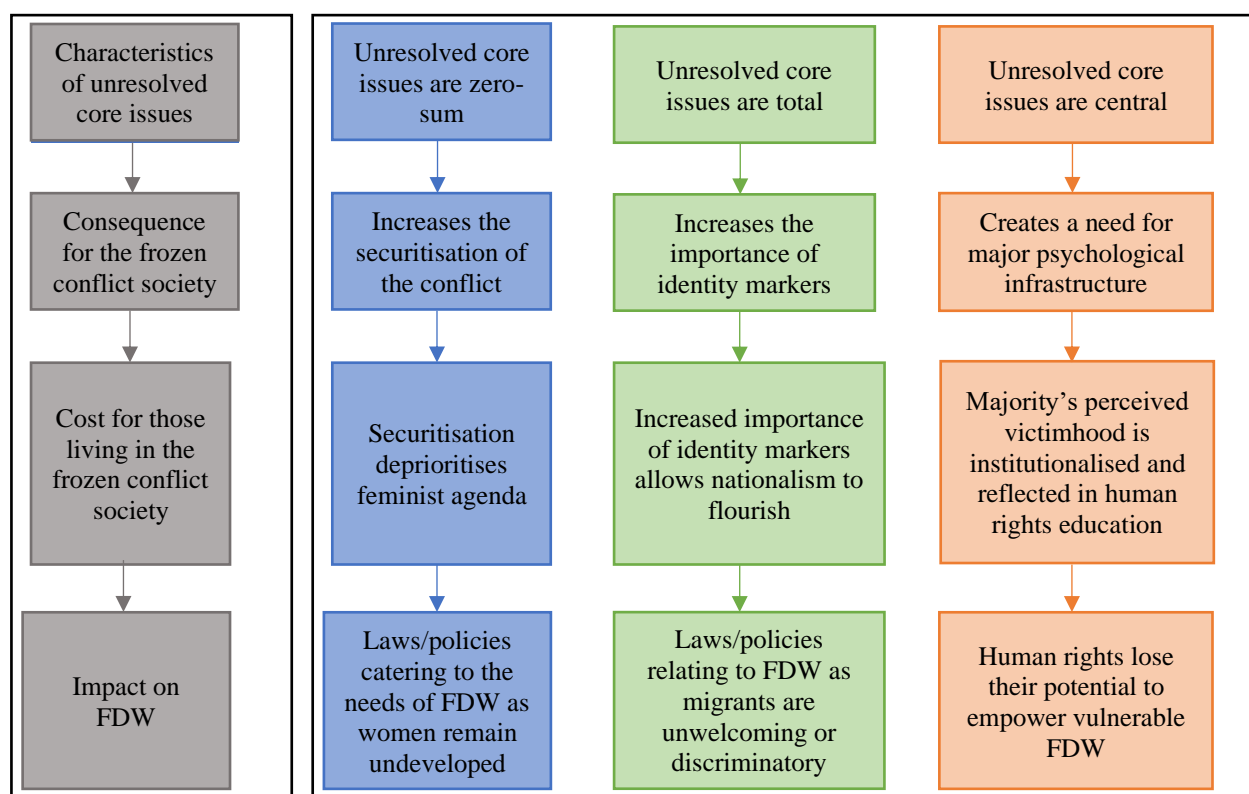 Characteristics
of unresolved
core issues
Unresolved core
issues are zero-
sum
Unresolved core
issues are total
Unresolved core
issues are central
Consequence
for the frozen
conflict society
Increases the
securitisation of
the conflict
Increases the
importance of
identity markers
Creates a need for
major psychological
infrastructure
Cost for those
living in the
frozen conflict
society
Securitisation
deprioritises
feminist agenda
Increased importance
of identity markers
allows nationalism to
flourish
Majority’s perceived
victimhood is
institutionalised and
reflected in human
rights education
Impact on
FDW
Laws/policies
catering to the
needs of FDW as
women remain
undeveloped
Laws/policies
relating to FDW as
migrants are
unwelcoming or
discriminatory
Human rights lose
their potential to
empower vulnerable
FDW